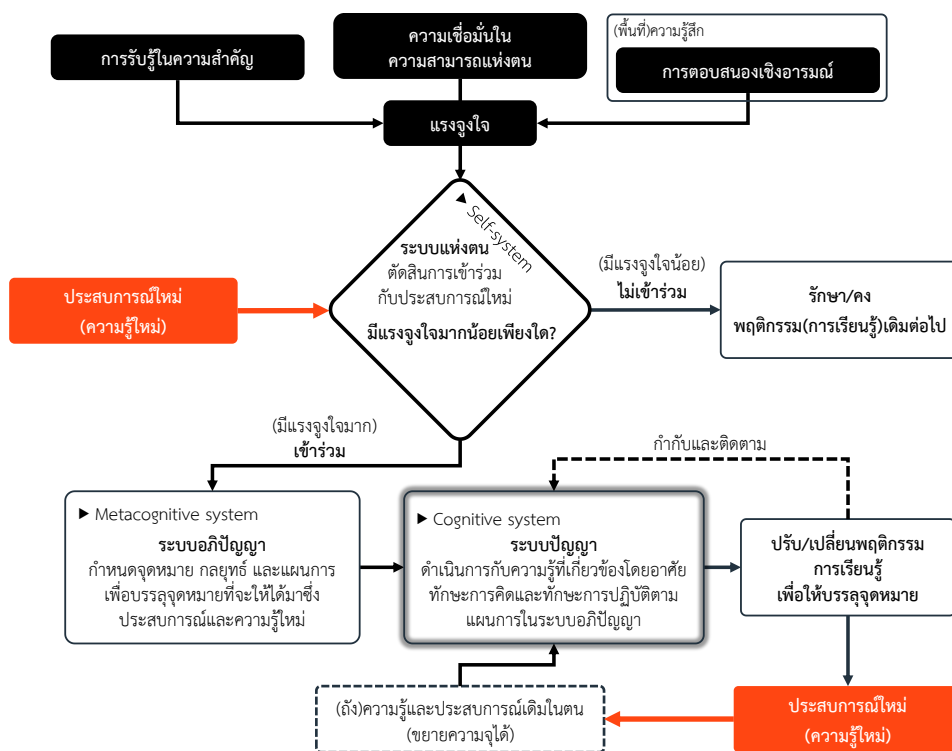 การรับรู้ในความสำคัญ
ความเชื่อมั่นใน
ความสามารถแห่งตน
(พื้นที่)ความรู้สึก
การตอบสนองเชิงอารมณ์
แรงจูงใจ
▶ Self-system
ระบบแห่งตน
ตัดสินการเข้าร่วม
กับประสบการณ์ใหม่
มีแรงจูงใจมากน้อยเพียงใด?
ประสบการณ์ใหม่
(ความรู้ใหม่)
(มีแรงจูงใจน้อย)
ไม่เข้าร่วม
รักษา/คง
พฤติกรรม(การเรียนรู้)เดิมต่อไป
(มีแรงจูงใจมาก)
เข้าร่วม
กำกับและติดตาม
▶ Metacognitive system
ระบบอภิปัญญา
กำหนดจุดหมาย กลยุทธ์ และแผนการ
เพื่อบรรลุจุดหมายที่จะให้ได้มาซึ่ง
ประสบการณ์และความรู้ใหม่
▶ Cognitive system
ระบบปัญญา
ดำเนินการกับความรู้ที่เกี่ยวข้องโดยอาศัย
ทักษะการคิดและทักษะการปฏิบัติตาม
แผนการในระบบอภิปัญญา
ปรับ/เปลี่ยนพฤติกรรม
การเรียนรู้
เพื่อให้บรรลุจุดหมาย
(ถัง)ความรู้และประสบการณ์เดิมในตน
(ขยายความจุได้)
ประสบการณ์ใหม่
(ความรู้ใหม่)